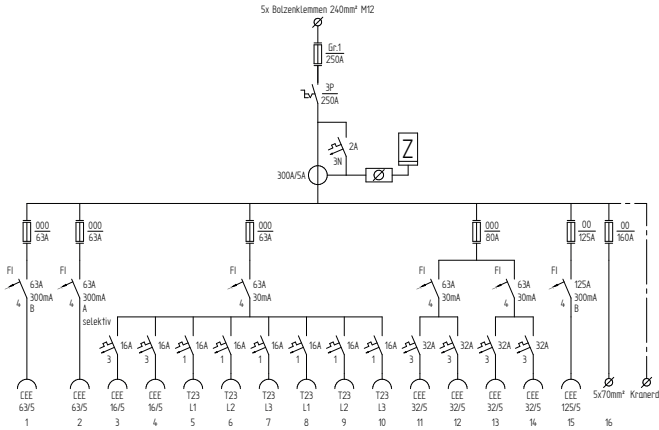 5x Bolzenklemmen 240mm² M12
Gr.1
250A
3P
250A
2A
3N
Z
300A/5A
000
63A
000
63A
000
63A
000
80A
00
125A
00
160A
FI
63A
300mA
4
B
FI
63A
300mA
4
A
selektiv
FI
63A
30mA
4
FI
63A
30mA
4
FI
63A
30mA
4
FI
125A
300mA
4
B
16A
3
16A
3
16A
1
16A
1
16A
1
16A
1
16A
1
16A
1
32A
3
32A
3
32A
3
32A
3
CEE
63/5
1
CEE
63/5
2
CEE
16/5
3
CEE
16/5
4
T23
L1
5
T23
L2
6
T23
L3
7
T23
L1
8
T23
L2
9
T23
L3
10
CEE
32/5
11
CEE
32/5
12
CEE
32/5
13
CEE
32/5
14
CEE
125/5
15
5x70mm²
16
Kranerd